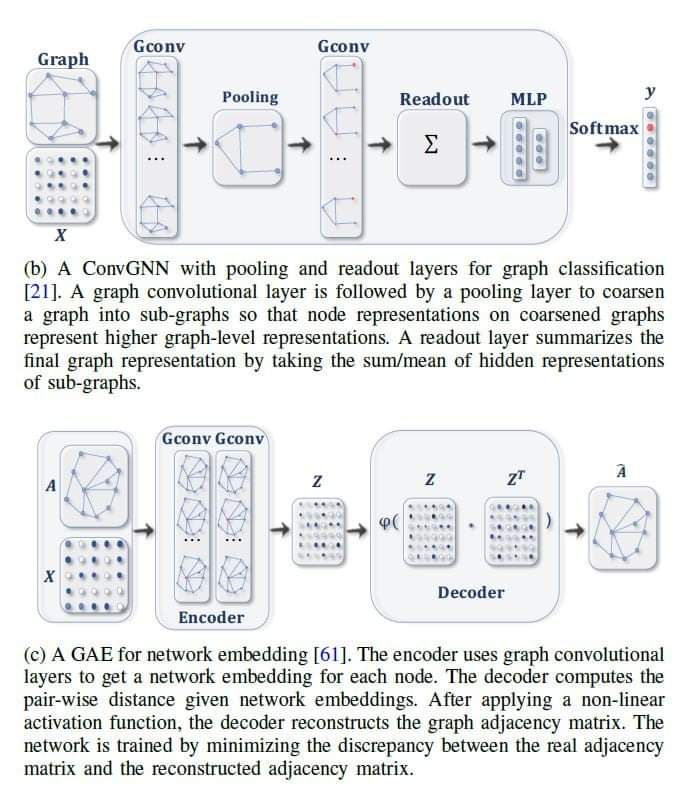 Graph
Gconv
Gconv
Pooling
Readout
MLP
y
...
...
Σ
Softmax
...
X
(b) A ConvGNN with pooling and readout layers for graph classification
[21]. A graph convolutional layer is followed by a pooling layer to coarsen
a graph into sub-graphs so that node representations on coarsened graphs
represent higher graph-level representations. A readout layer summarizes the
final graph representation by taking the sum/mean of hidden representations
of sub-graphs.
Gconv Gconv
A
X
... ...
Encoder
Z
φ( Z . Zᵀ )
Decoder
Â
(c) A GAE for network embedding [61]. The encoder uses graph convolutional
layers to get a network embedding for each node. The decoder computes the
pair-wise distance given network embeddings. After applying a non-linear
activation function, the decoder reconstructs the graph adjacency matrix. The
network is trained by minimizing the discrepancy between the real adjacency
matrix and the reconstructed adjacency matrix.